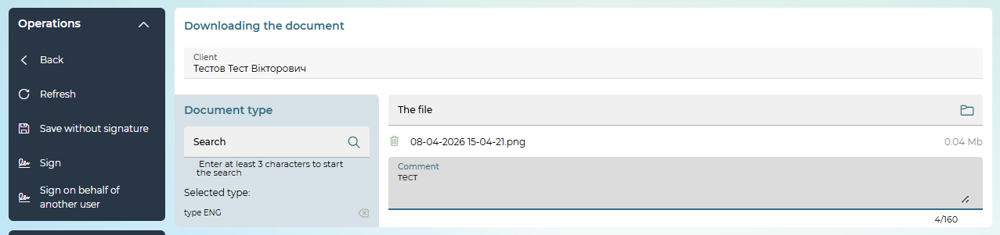 Operations
Back
Refresh
Save without signature
Sign
Sign on behalf of
another user
Downloading the document
Client
Тестов Тест Вікторович
Document type
Search
Enter at least 3 characters to start
the search
Selected type:
type ENG
The file
08-04-2026 15-04-21.png
0:04 Mb
Comment
тест
4/160